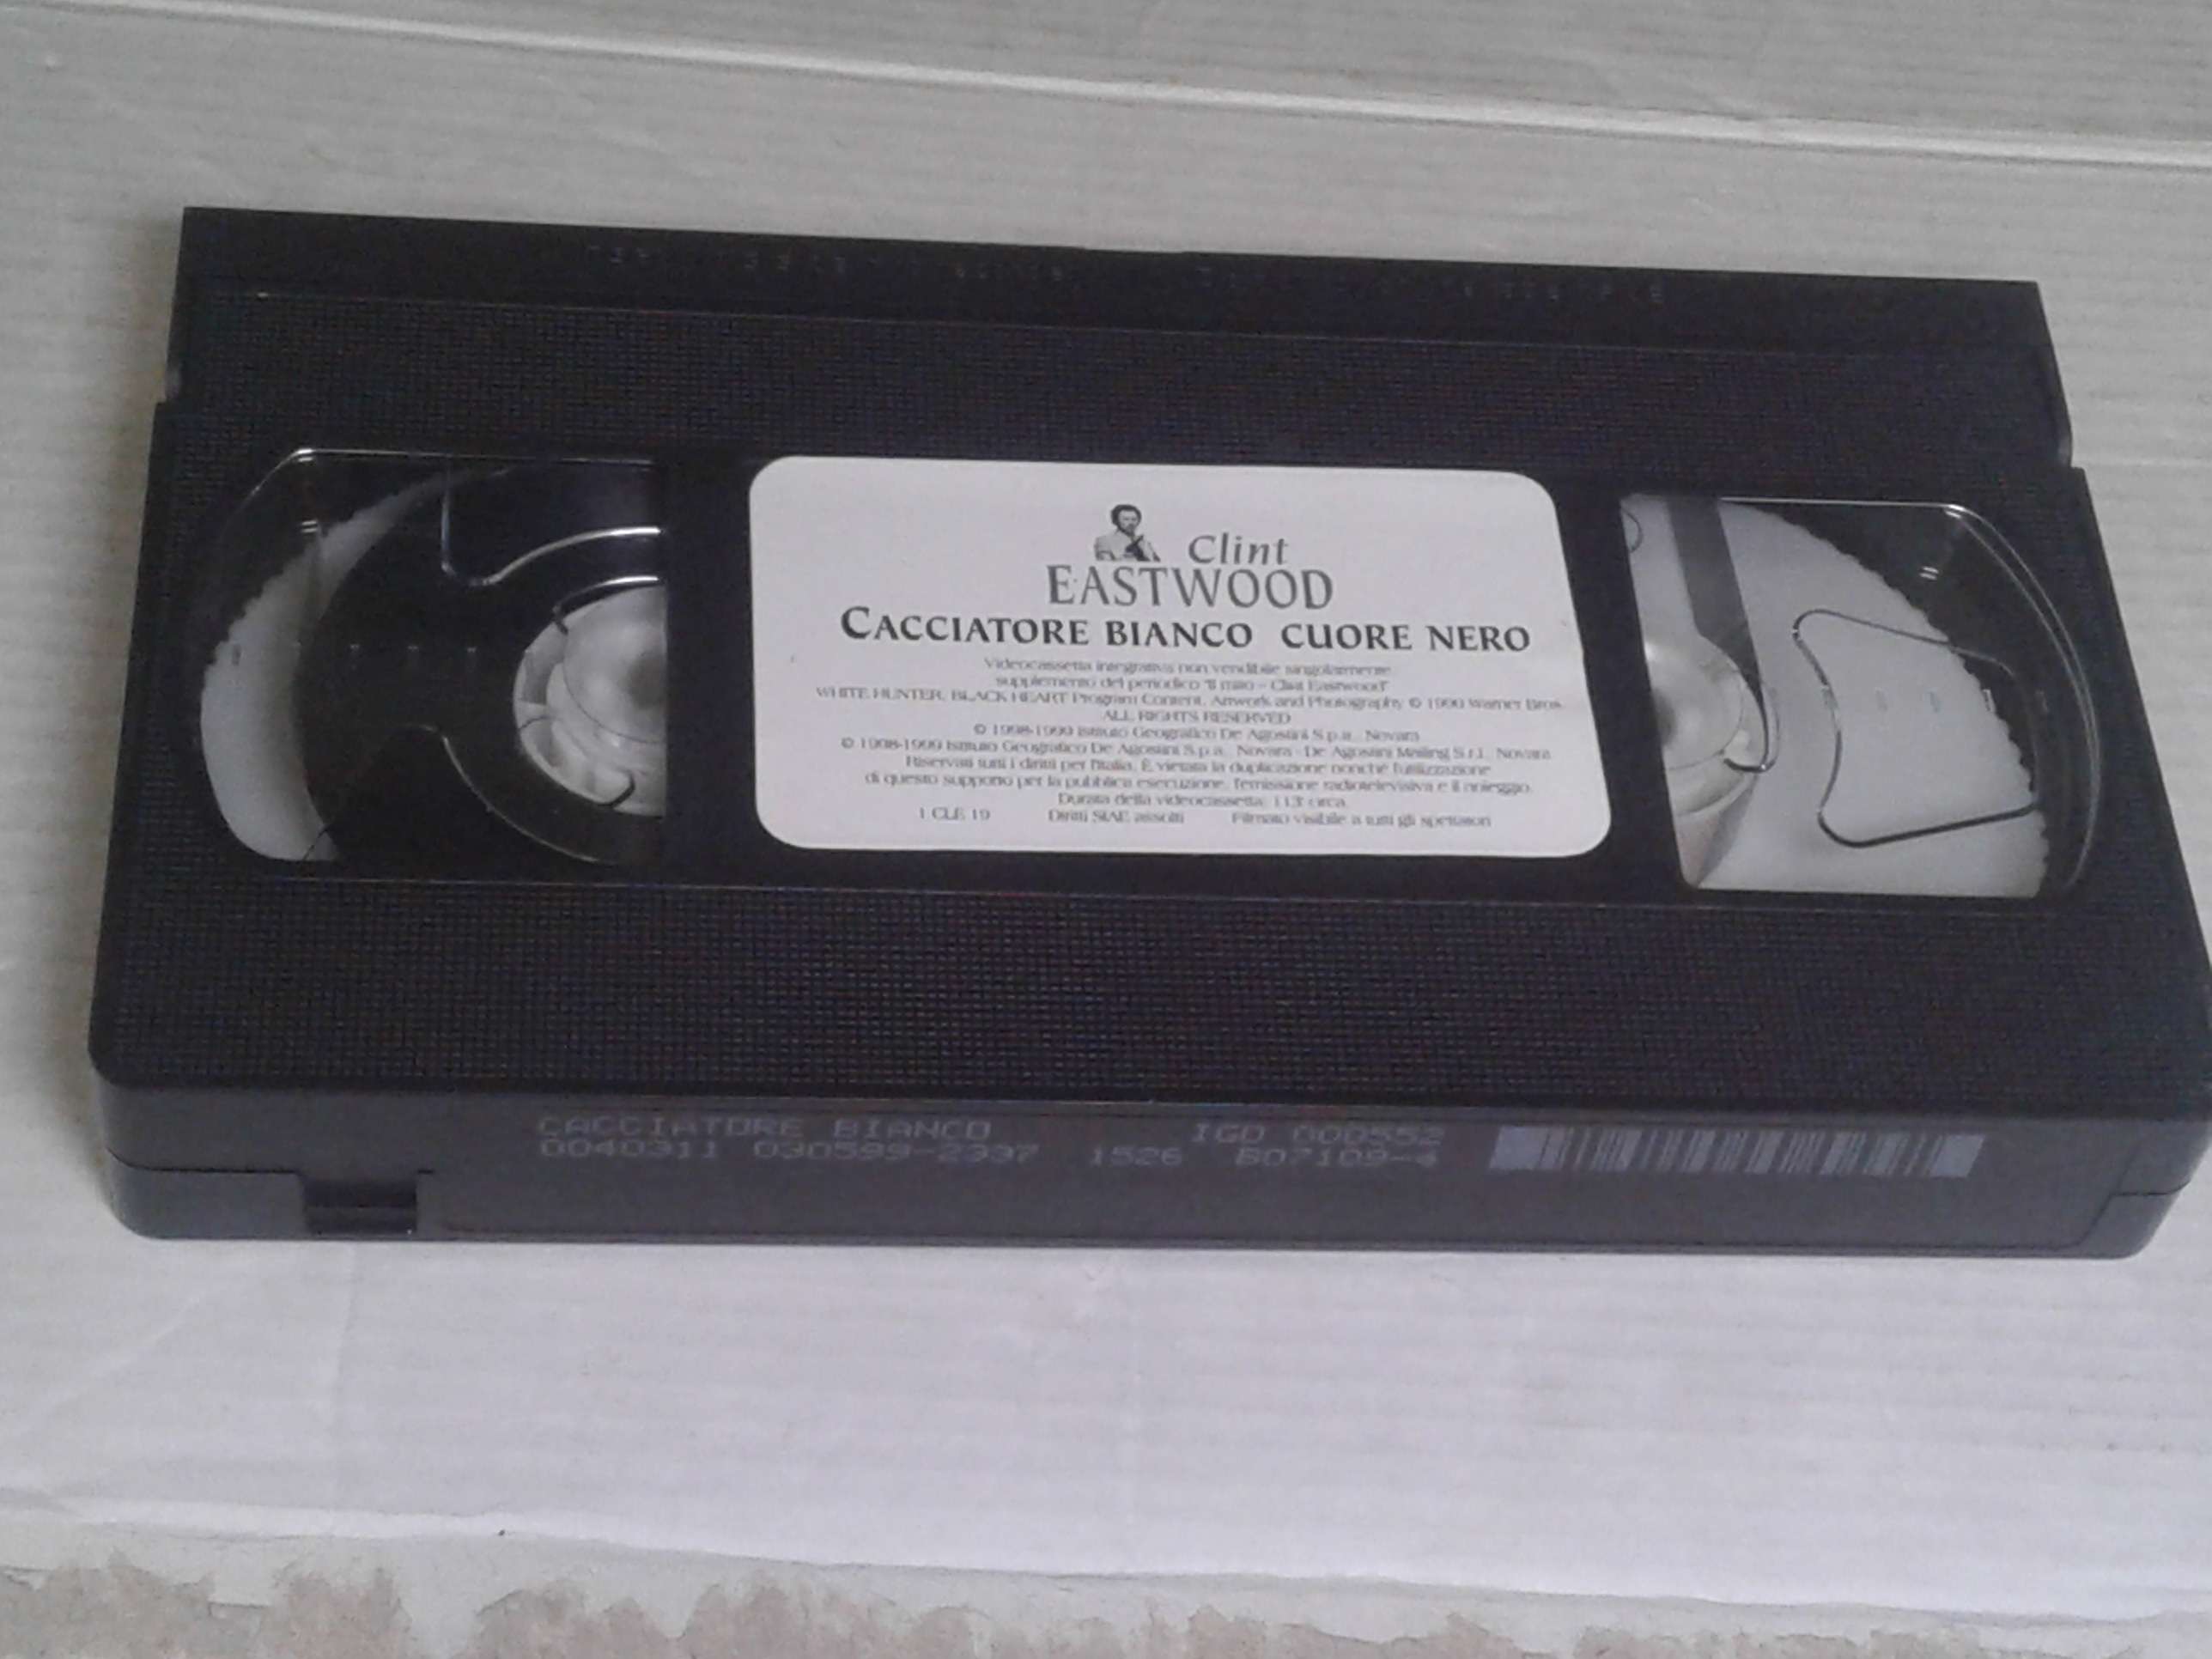 Clint
EASTWOOD
CACCIATORE BIANCO CUORE NERO
Videocassetta integrativa non vendibile singolarmente
supplemento del periodico "Il mito - Clint Eastwood"
WHITE HUNTER, BLACK HEART Program Content, Artwork and Photography © 1990 Warner Bros.
ALL RIGHTS RESERVED
© 1998-1999 Istituto Geografico De Agostini S.p.a. Novara
© 1998-1999 Istituto Geografico De Agostini S.p.a. Novara - De Agostini Mailing S.r.l. Novara
Riservati tutti i diritti per l'Italia. È vietata la duplicazione nonché l'utilizzazione
di questo supporto per la pubblica esecuzione, l'emissione radiotelevisiva e il noleggio.
Durata della videocassetta: 113' circa
1 CLE 19 Diritti SIAE assolti Filmato visibile a tutti gli spettatori
CACCIATORE BIANCO IGD 000552
0040311 030599-2337 1526 B07109-4